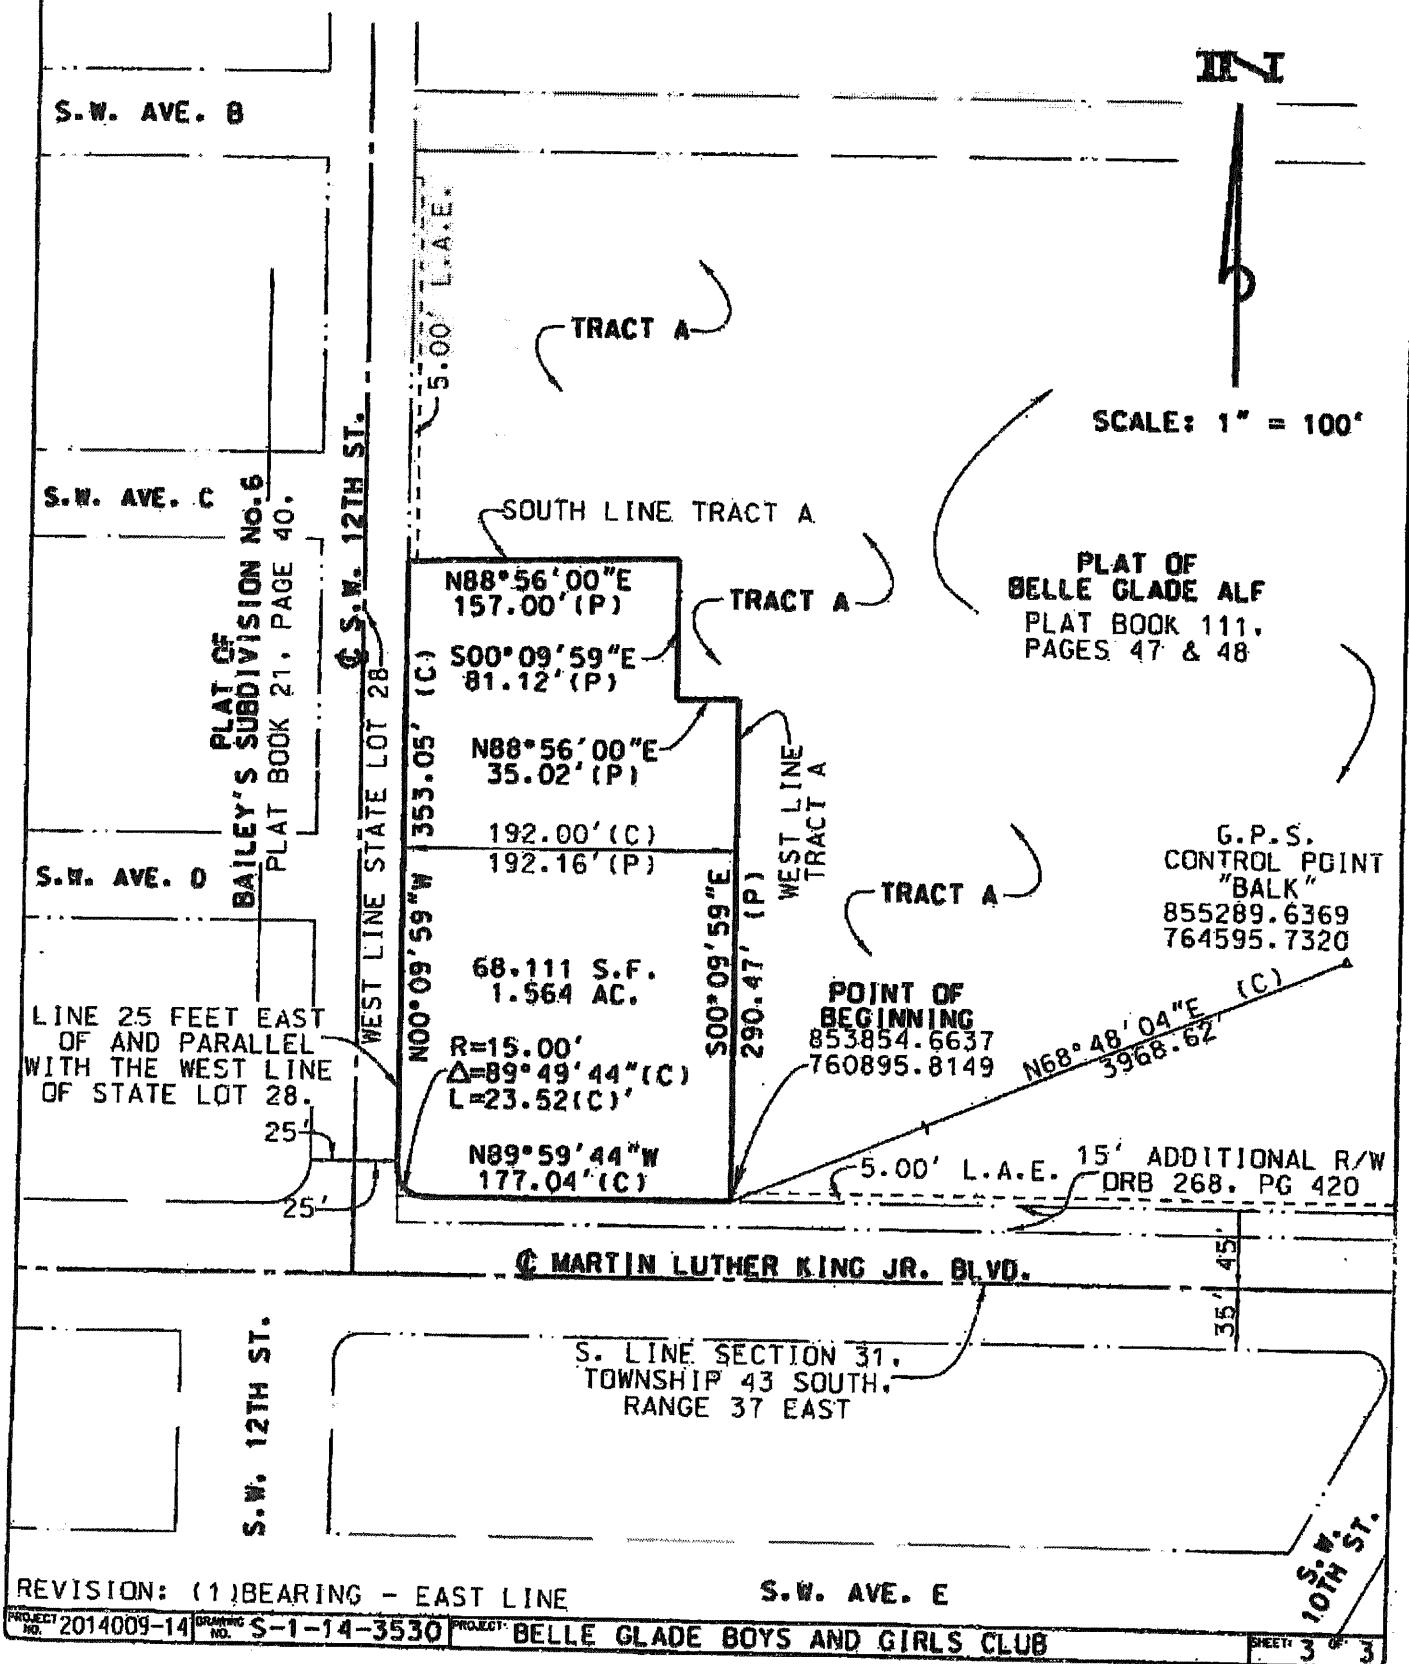 S.W. AVE. B
N
5.00' L.A.E.
TRACT A
SCALE: 1" = 100'
S.W. AVE. C
PLAT OF
BAILEY'S SUBDIVISION No.6
PLAT BOOK 21, PAGE 40.
℄ S.W. 12TH ST.
WEST LINE STATE LOT 28
SOUTH LINE TRACT A
N88°56'00"E
157.00'(P)
TRACT A
PLAT OF
BELLE GLADE ALF
PLAT BOOK 111,
PAGES 47 & 48
S00°09'59"E
81.12'(P)
N88°56'00"E
35.02'(P)
N00°09'59"W 353.05' (C)
192.00'(C)
192.16'(P)
WEST LINE
TRACT A
S.W. AVE. D
TRACT A
G.P.S.
CONTROL POINT
"BALK"
855289.6369
764595.7320
S00°09'59"E
290.47' (P)
68,111 S.F.
1.564 AC.
POINT OF
BEGINNING
853854.6637
760895.8149
N68°48'04"E (C)
3968.62'
LINE 25 FEET EAST
OF AND PARALLEL
WITH THE WEST LINE
OF STATE LOT 28.
R=15.00'
Δ=89°49'44"(C)
L=23.52(C)'
25'
25'
N89°59'44"W
177.04'(C)
5.00' L.A.E.
15' ADDITIONAL R/W
ORB 268, PG 420
℄ MARTIN LUTHER KING JR. BLVD.
45'
35'
S.W. 12TH ST.
S. LINE SECTION 31,
TOWNSHIP 43 SOUTH,
RANGE 37 EAST
S.W.
10TH ST.
REVISION: (1)BEARING - EAST LINE
S.W. AVE. E
PROJECT NO. 2014009-14 DRAWING NO. S-1-14-3530 PROJECT: BELLE GLADE BOYS AND GIRLS CLUB SHEET: 3 OF 3